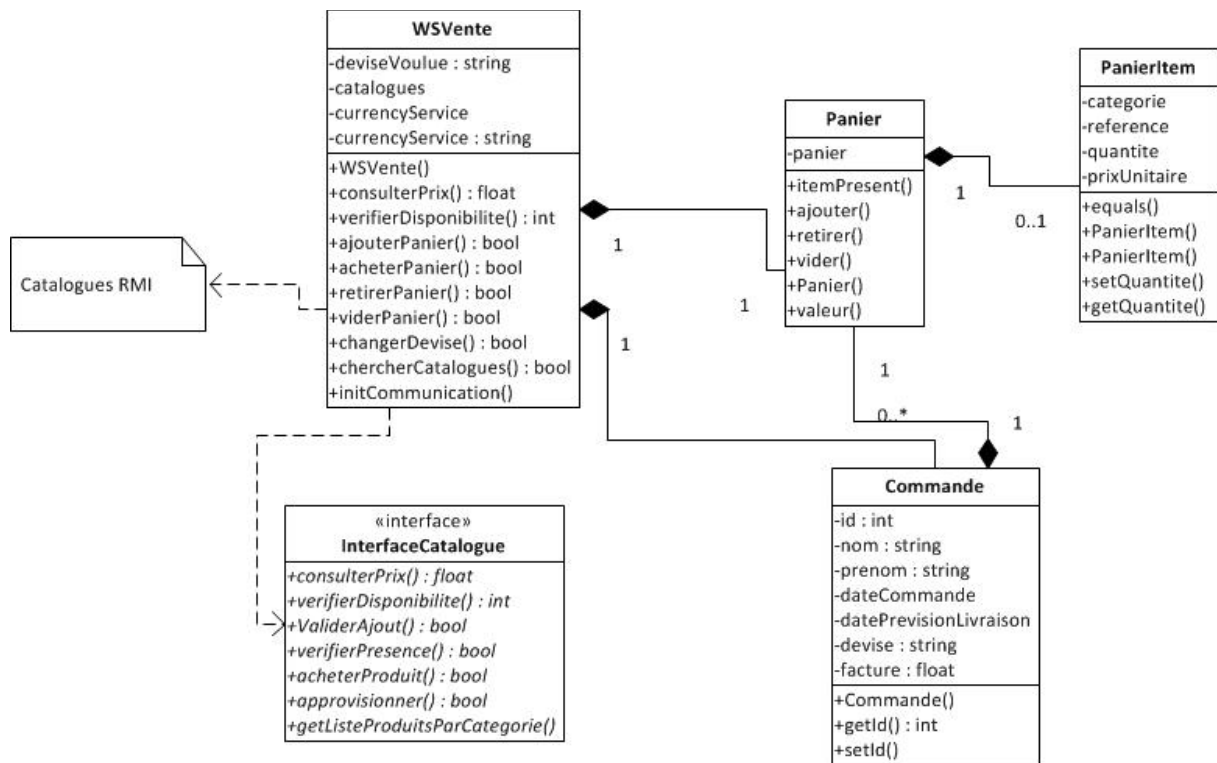 WSVente
-deviseVoulue : string
-catalogues
-currencyService
-currencyService : string
+WSVente()
+consulterPrix() : float
+verifierDisponibilite() : int
+ajouterPanier() : bool
+acheterPanier() : bool
+retirerPanier() : bool
+viderPanier() : bool
+changerDevise() : bool
+chercherCatalogues() : bool
+initCommunication()
Catalogues RMI
«interface»
InterfaceCatalogue
+consulterPrix() : float
+verifierDisponibilite() : int
+ValiderAjout() : bool
+verifierPresence() : bool
+acheterProduit() : bool
+approvisionner() : bool
+getListeProduitsParCategorie()
1
1
1
Panier
-panier
+itemPresent()
+ajouter()
+retirer()
+vider()
+Panier()
+valeur()
1
0..1
PanierItem
-categorie
-reference
-quantite
-prixUnitaire
+equals()
+PanierItem()
+PanierItem()
+setQuantite()
+getQuantite()
1
0..*
1
Commande
-id : int
-nom : string
-prenom : string
-dateCommande
-datePrevisionLivraison
-devise : string
-facture : float
+Commande()
+getId() : int
+setId()